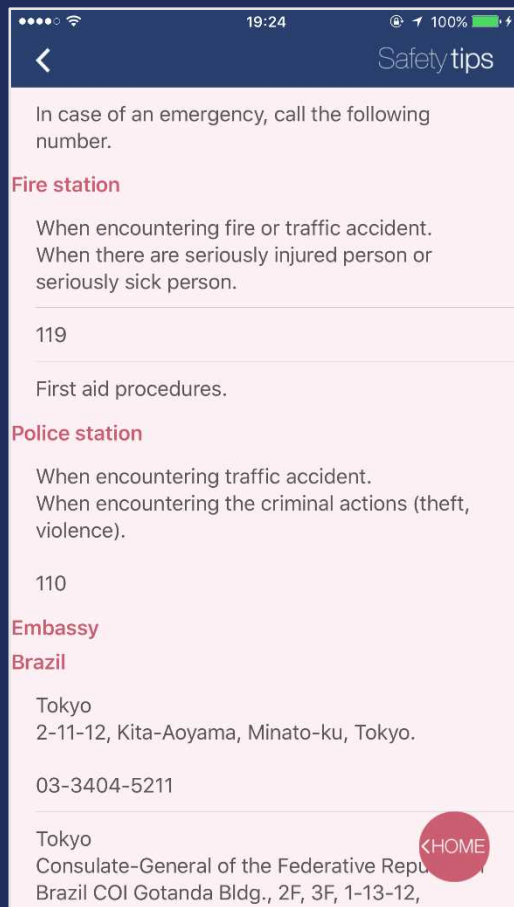 19:24
100%
Safety tips
In case of an emergency, call the following
number.
Fire station
When encountering fire or traffic accident.
When there are seriously injured person or
seriously sick person.
119
First aid procedures.
Police station
When encountering traffic accident.
When encountering the criminal actions (theft,
violence).
110
Embassy
Brazil
Tokyo
2-11-12, Kita-Aoyama, Minato-ku, Tokyo.
03-3404-5211
Tokyo
<HOME
Consulate-General of the Federative
Brazil COI Gotanda Bldg., 2F, 3F, 1-13-12,